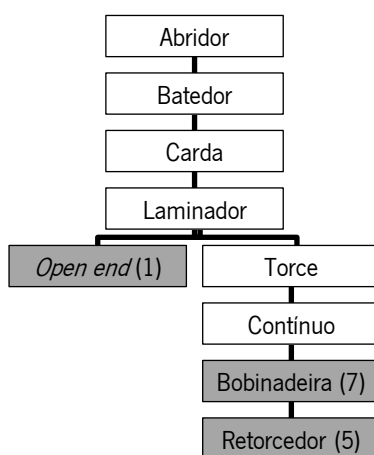 Abridor
Batedor
Carda
Laminador
Open end (1)
Torce
Contínuo
Bobinadeira (7)
Retorcedor (5)